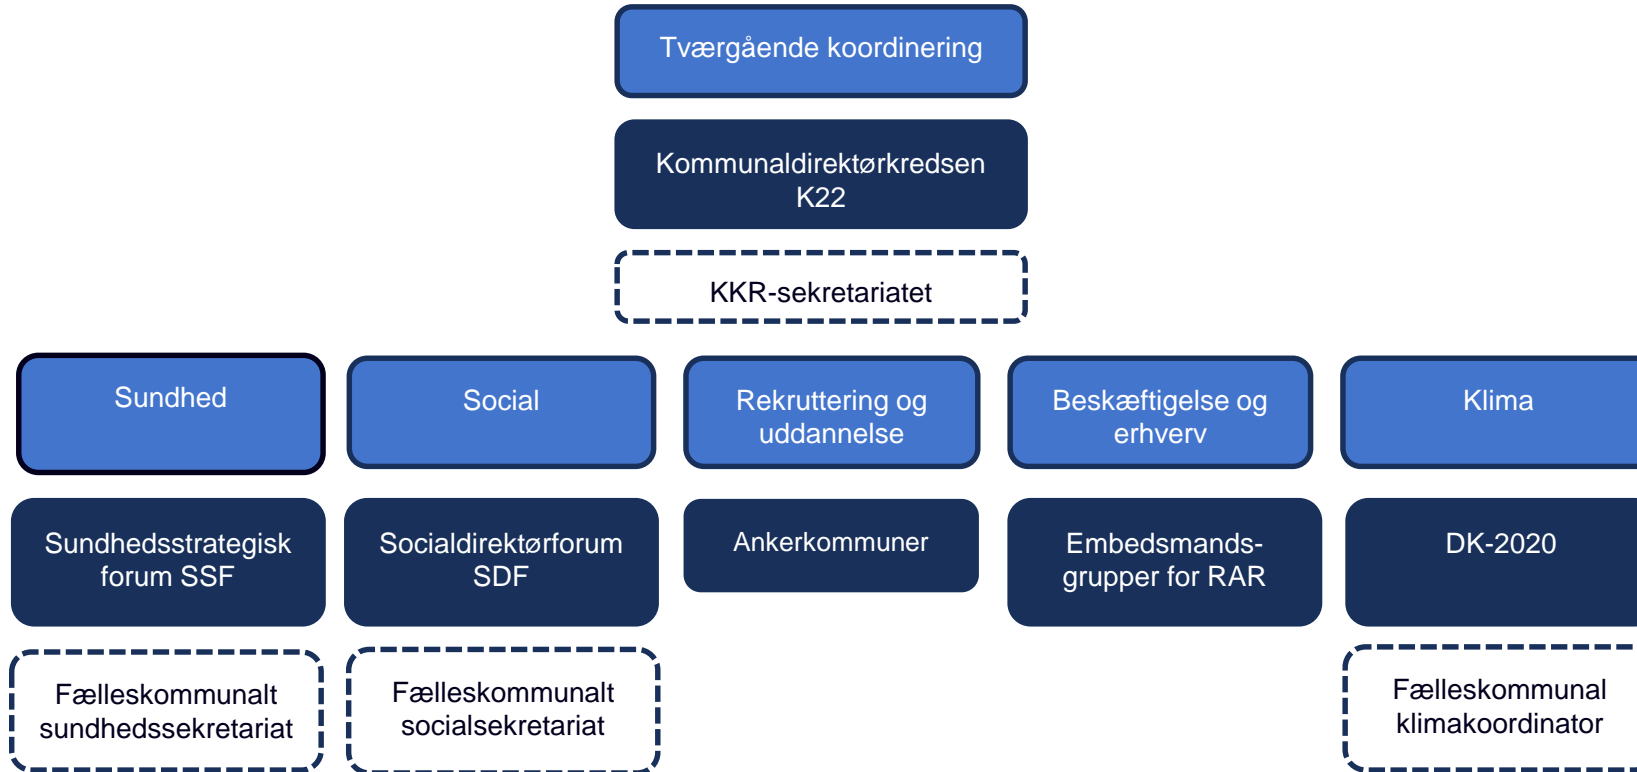 Tværgående koordinering
Kommunaldirektørkredsen
K22
KKR-sekretariatet
Sundhed
Social
Rekruttering og
uddannelse
Beskæftigelse og
erhverv
Klima
Sundhedsstrategisk
forum SSF
Socialdirektørforum
SDF
Ankerkommuner
Embedsmands-
grupper for RAR
DK-2020
Fælleskommunalt
sundhedssekretariat
Fælleskommunalt
socialsekretariat
Fælleskommunal
klimakoordinator